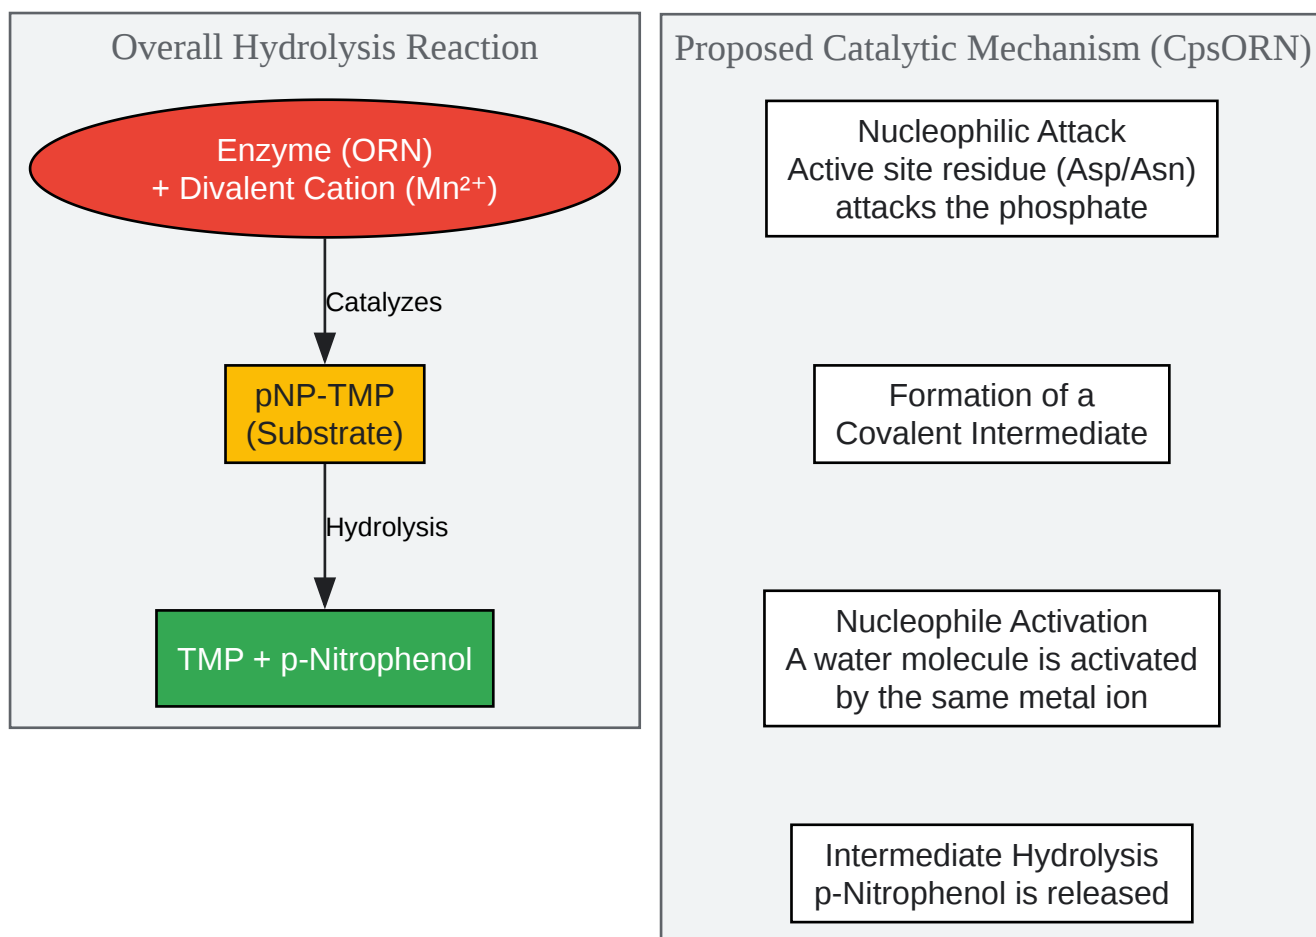 Overall Hydrolysis Reaction
Enzyme (ORN)
+ Divalent Cation (Mn²⁺)
Catalyzes
pNP-TMP
(Substrate)
Hydrolysis
TMP + p-Nitrophenol
Proposed Catalytic Mechanism (CpsORN)
Nucleophilic Attack
Active site residue (Asp/Asn)
attacks the phosphate
Formation of a
Covalent Intermediate
Nucleophile Activation
A water molecule is activated
by the same metal ion
Intermediate Hydrolysis
p-Nitrophenol is released